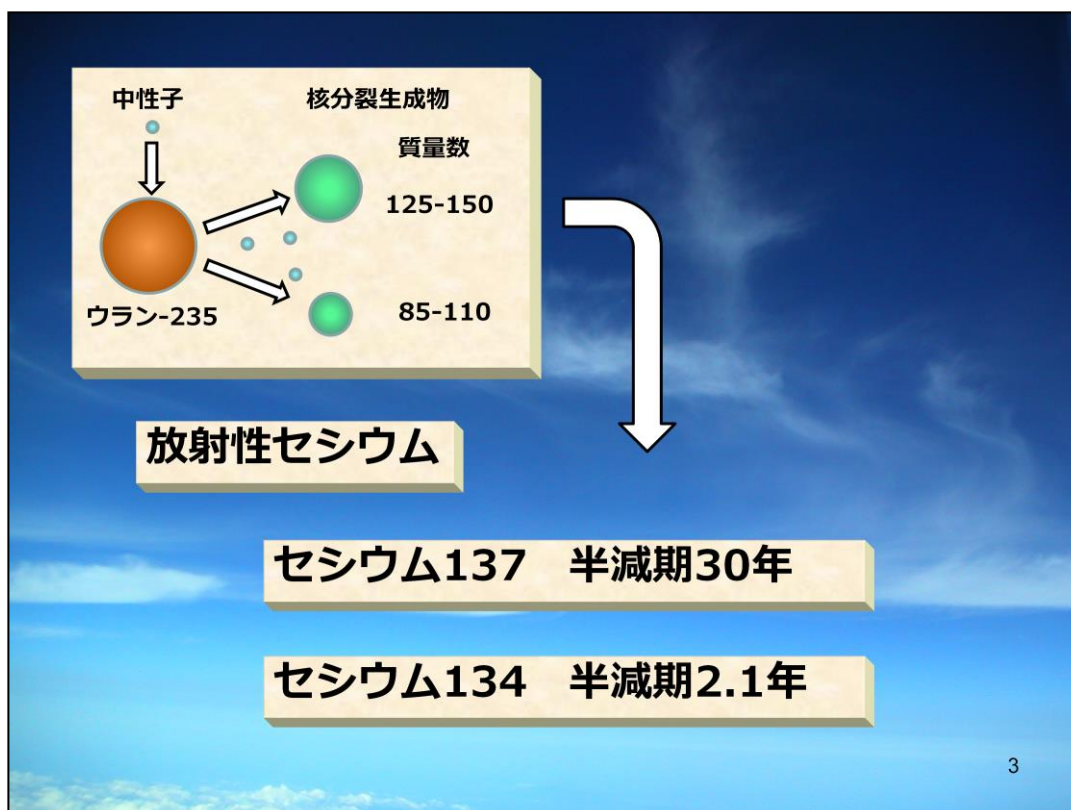 中性子
核分裂生成物
質量数
125-150
ウラン-235
85-110
放射性セシウム
セシウム137　半減期30年
セシウム134　半減期2.1年
3